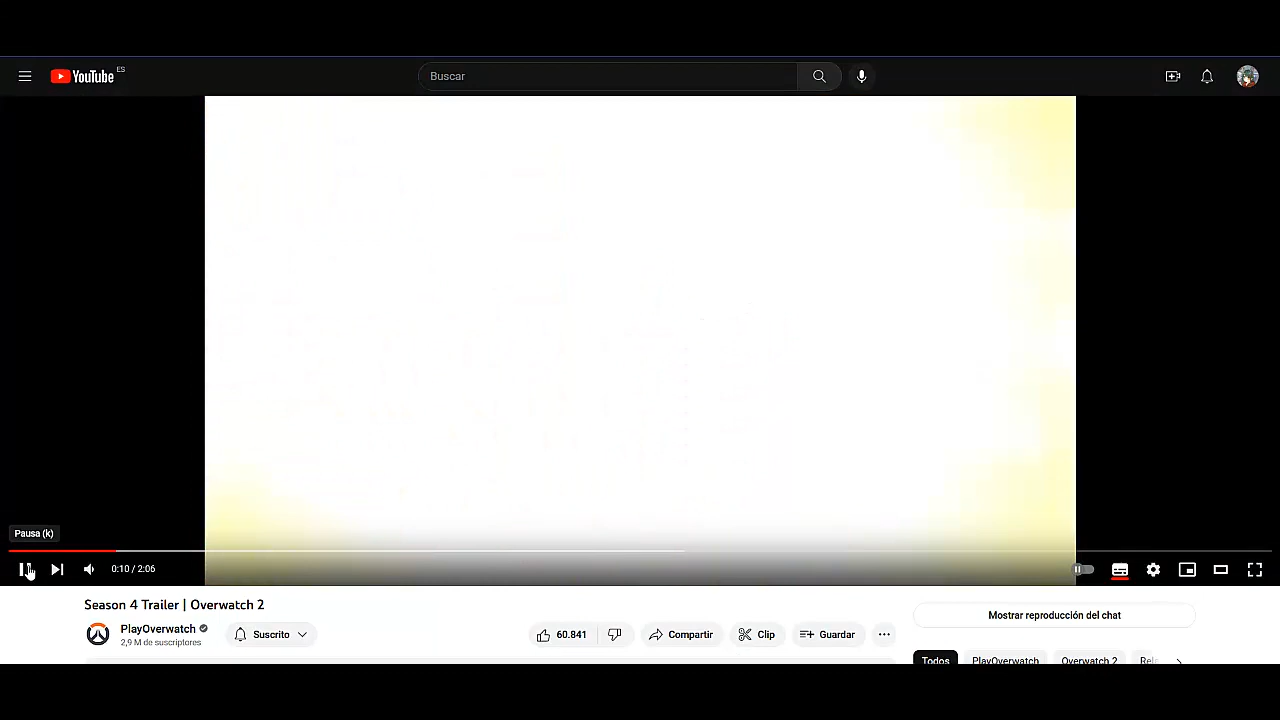 YouTube ES
Buscar
Pausa (k)
0:10 / 2:06
Season 4 Trailer | Overwatch 2
PlayOverwatch
2,9 M de suscriptores
Suscrito
60.841
Compartir
Clip
Guardar
Mostrar reproducción del chat
Todos
PlayOverwatch
Overwatch 2
Rela